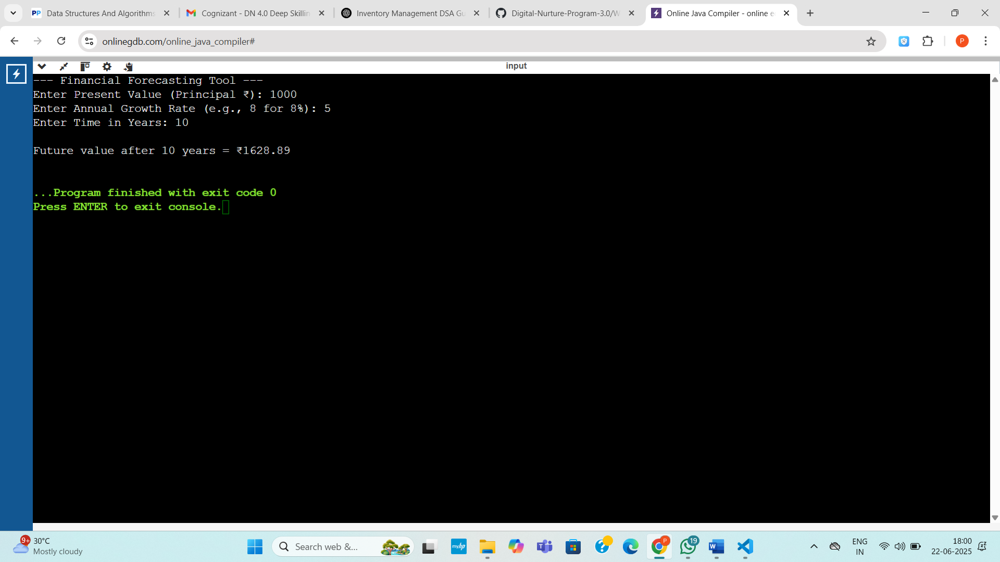 PP Data Structures And Algorithms
Cognizant - DN 4.0 Deep Skillin
Inventory Management DSA Gu
Digital-Nurture-Program-3.0/W
Online Java Compiler - online e
onlinegdb.com/online_java_compiler#
P
input
--- Financial Forecasting Tool ---
Enter Present Value (Principal ₹): 1000
Enter Annual Growth Rate (e.g., 8 for 8%): 5
Enter Time in Years: 10
Future value after 10 years = ₹1628.89
...Program finished with exit code 0
Press ENTER to exit console.
9+
30°C
Mostly cloudy
Search web &...
myhp
P
19
W
ENG
IN
18:00
22-06-2025